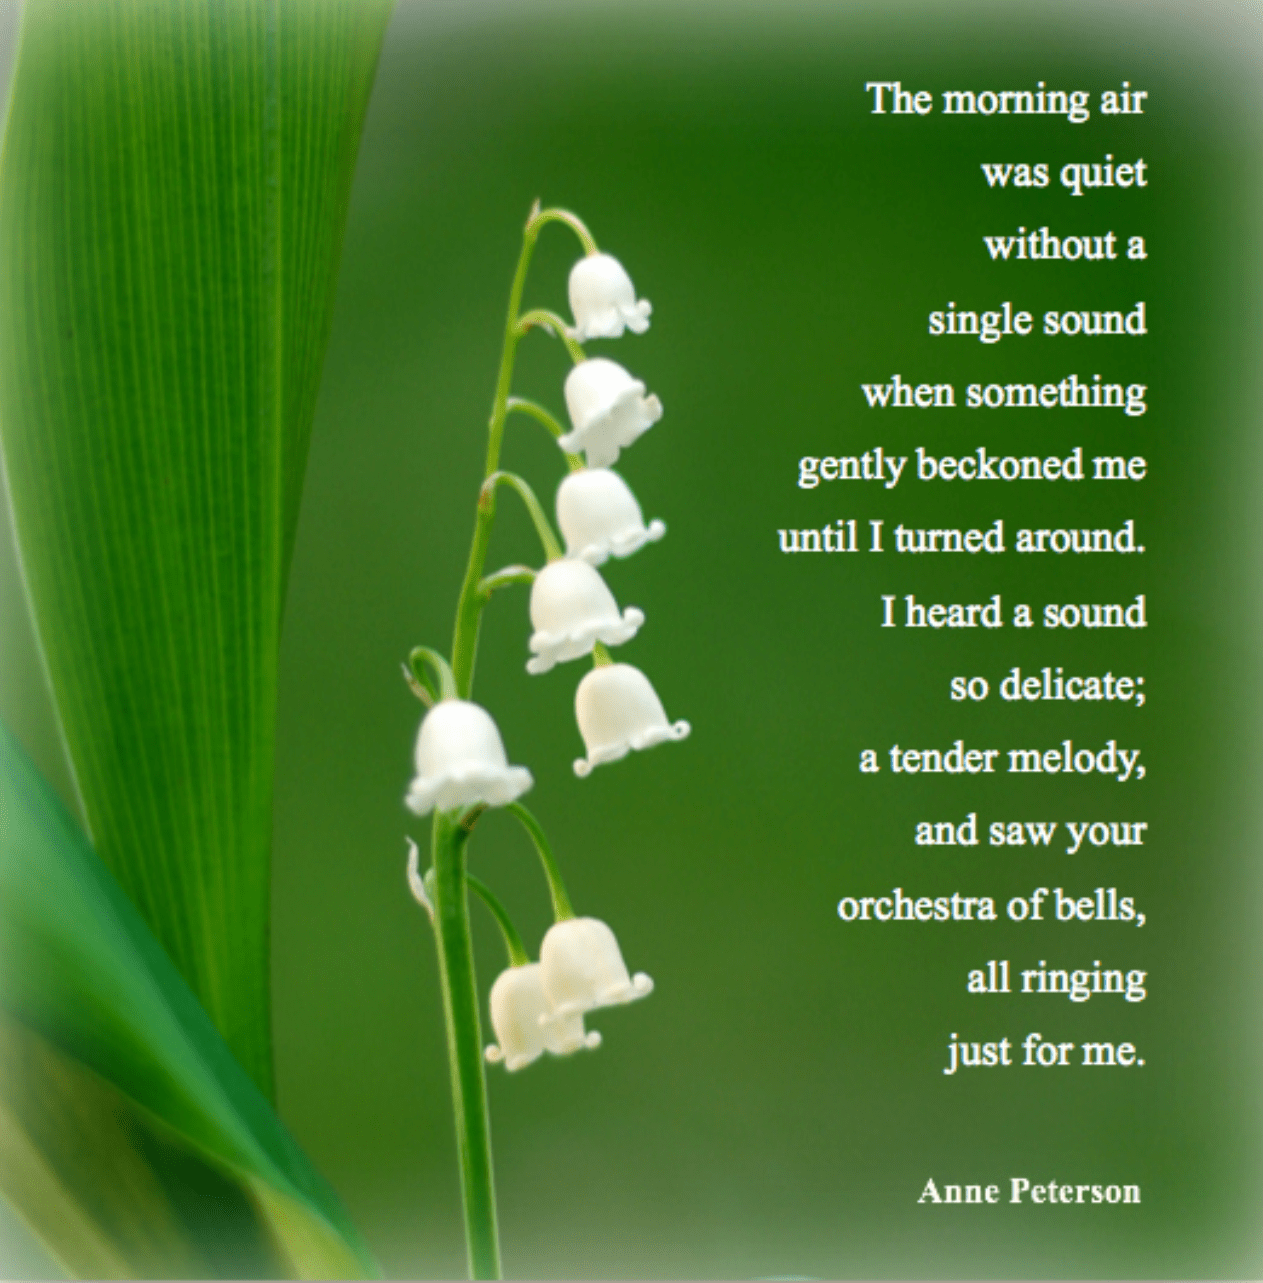 The morning air
was quiet
without a
single sound
when something
gently beckoned me
until I turned around.
I heard a sound
so delicate;
a tender melody,
and saw your
orchestra of bells,
all ringing
just for me.
Anne Peterson